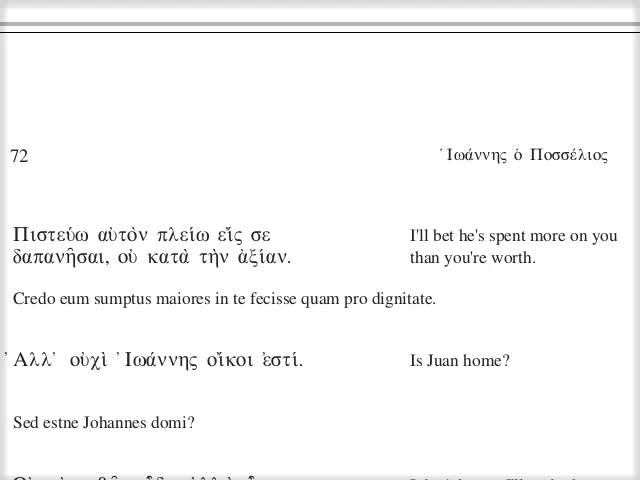 72
Ἰωάννης ὁ Ποσσέλιος
Πιστεύω αὐτὸν πλείω εἴς σε
δαπανῆσαι, οὐ κατὰ τὴν ἀξίαν.
I'll bet he's spent more on you
than you're worth.
Credo eum sumptus maiores in te fecisse quam pro dignitate.
Ἀλλ’ οὐχὶ Ἰωάννης οἴκοι ἐστί.
Is Juan home?
Sed estne Johannes domi?